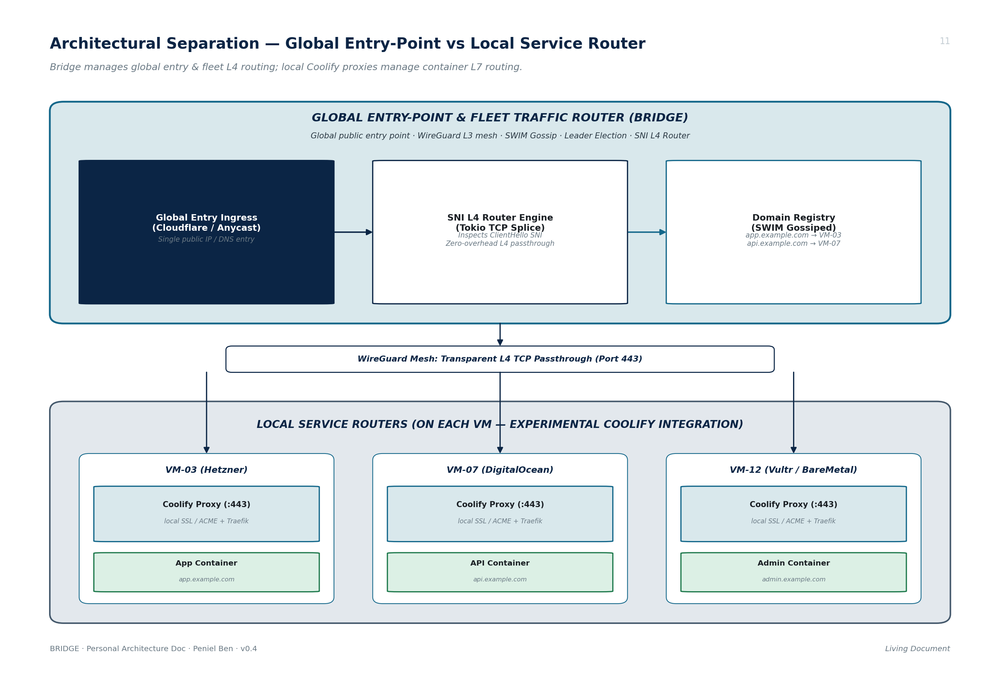 Architectural Separation — Global Entry-Point vs Local Service Router
11
Bridge manages global entry & fleet L4 routing; local Coolify proxies manage container L7 routing.
GLOBAL ENTRY-POINT & FLEET TRAFFIC ROUTER (BRIDGE)
Global public entry point · WireGuard L3 mesh · SWIM Gossip · Leader Election · SNI L4 Router
Global Entry Ingress
(Cloudflare / Anycast)
Single public IP / DNS entry
SNI L4 Router Engine
(Tokio TCP Splice)
Inspects ClientHello SNI
Zero-overhead L4 passthrough
Domain Registry
(SWIM Gossiped)
app.example.com → VM-03
api.example.com → VM-07
WireGuard Mesh: Transparent L4 TCP Passthrough (Port 443)
LOCAL SERVICE ROUTERS (ON EACH VM — EXPERIMENTAL COOLIFY INTEGRATION)
VM-03 (Hetzner)
Coolify Proxy (:443)
local SSL / ACME + Traefik
App Container
app.example.com
VM-07 (DigitalOcean)
Coolify Proxy (:443)
local SSL / ACME + Traefik
API Container
api.example.com
VM-12 (Vultr / BareMetal)
Coolify Proxy (:443)
local SSL / ACME + Traefik
Admin Container
admin.example.com
BRIDGE · Personal Architecture Doc · Peniel Ben · v0.4
Living Document